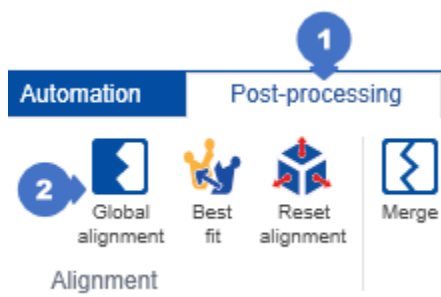 1
Automation Post-processing
2
Global alignment
Best fit
Reset alignment
Merge
Alignment